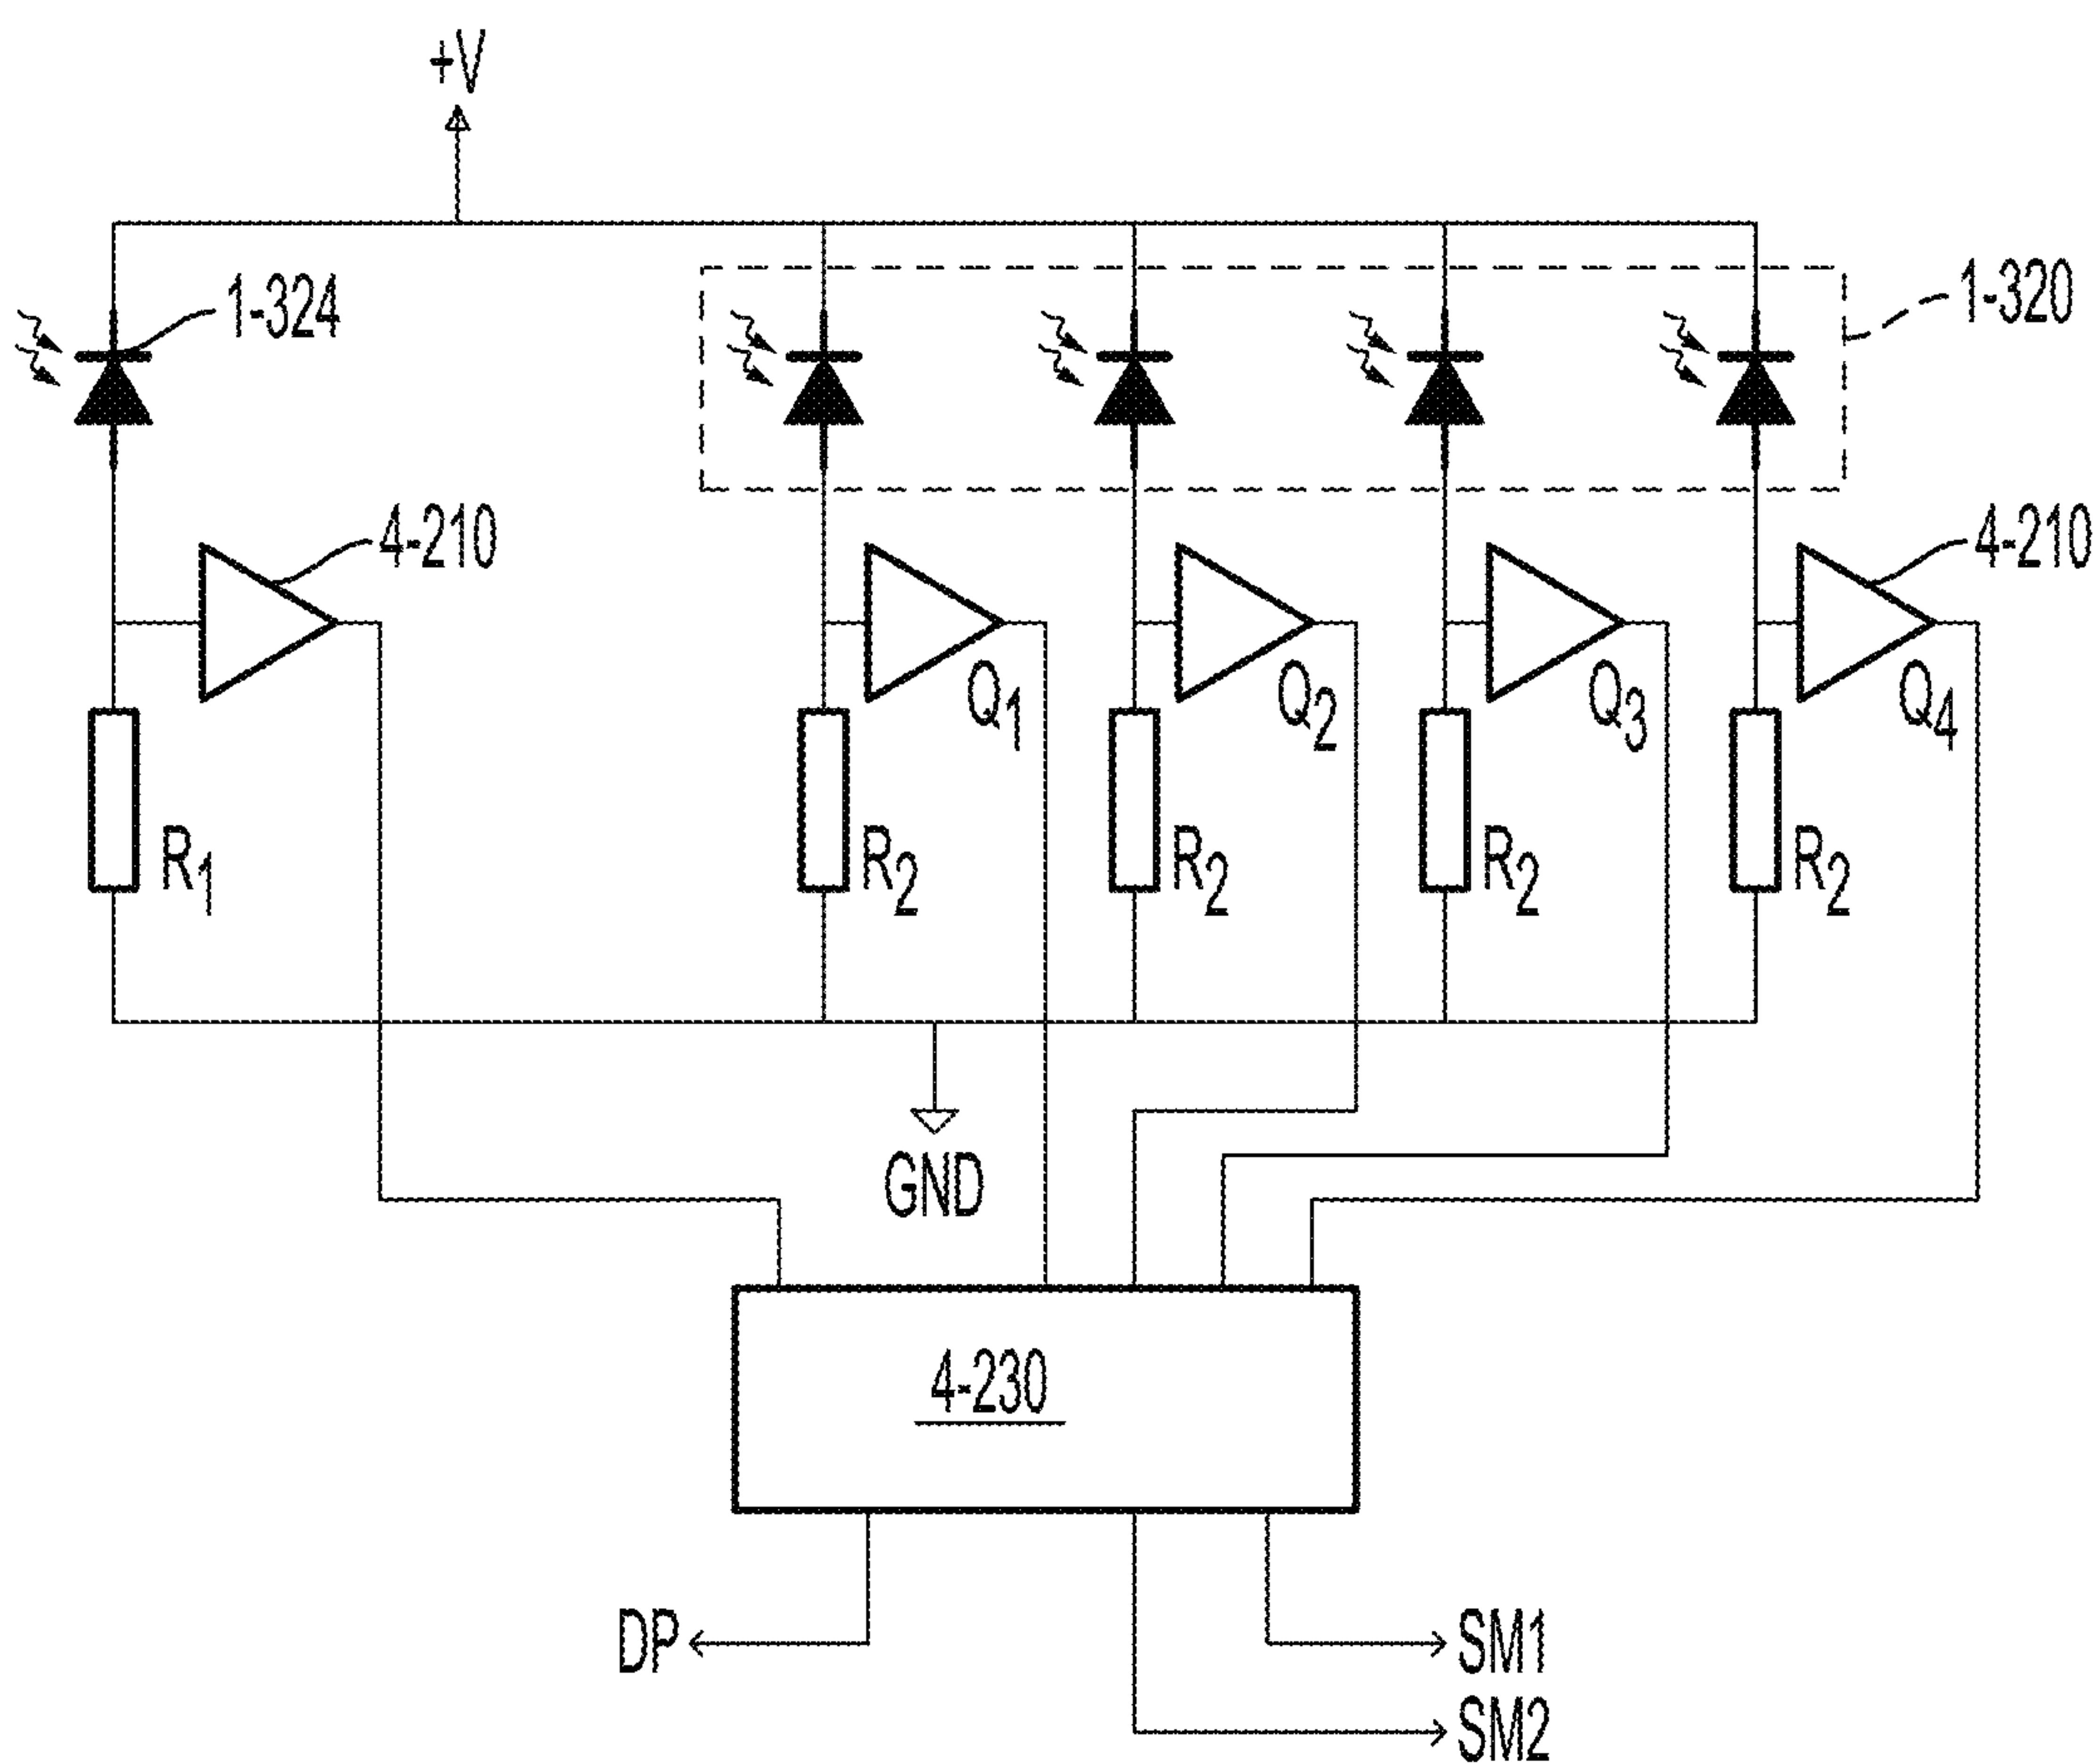 +V
1-324
1-320
4-210
4-210
Q1
Q2
Q3
Q4
R1
R2
R2
R2
R2
GND
4-230
DP
SM1
SM2